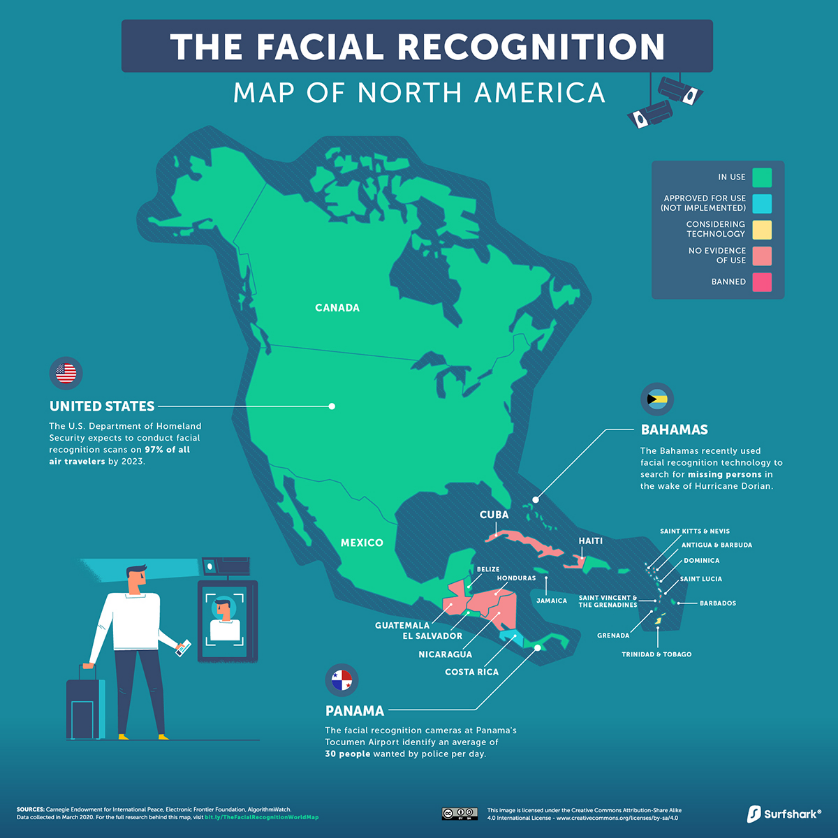 THE FACIAL RECOGNITION
MAP OF NORTH AMERICA
IN USE
APPROVED FOR USE
(NOT IMPLEMENTED)
CONSIDERING
TECHNOLOGY
NO EVIDENCE
OF USE
BANNED
CANADA
UNITED STATES
The U.S. Department of Homeland
Security expects to conduct facial
recognition scans on 97% of all
air travelers by 2023.
BAHAMAS
The Bahamas recently used
facial recognition technology to
search for missing persons in
the wake of Hurricane Dorian.
MEXICO
CUBA
HAITI
BELIZE
HONDURAS
JAMAICA
GUATEMALA
EL SALVADOR
NICARAGUA
COSTA RICA
SAINT KITTS & NEVIS
ANTIGUA & BARBUDA
DOMINICA
SAINT LUCIA
SAINT VINCENT &
THE GRENADINES
BARBADOS
GRENADA
TRINIDAD & TOBAGO
PANAMA
The facial recognition cameras at Panama's
Tocumen Airport identify an average of
30 people wanted by police per day.
SOURCES: Carnegie Endowment for International Peace, Electronic Frontier Foundation, AlgorithmWatch.
Data collected in March 2020. For the full research behind this map, visit bit.ly/TheFacialRecognitionWorldMap
This image is licensed under the Creative Commons Attribution-Share Alike
4.0 International License - www.creativecommons.org/licenses/by-sa/4.0
Surfshark®